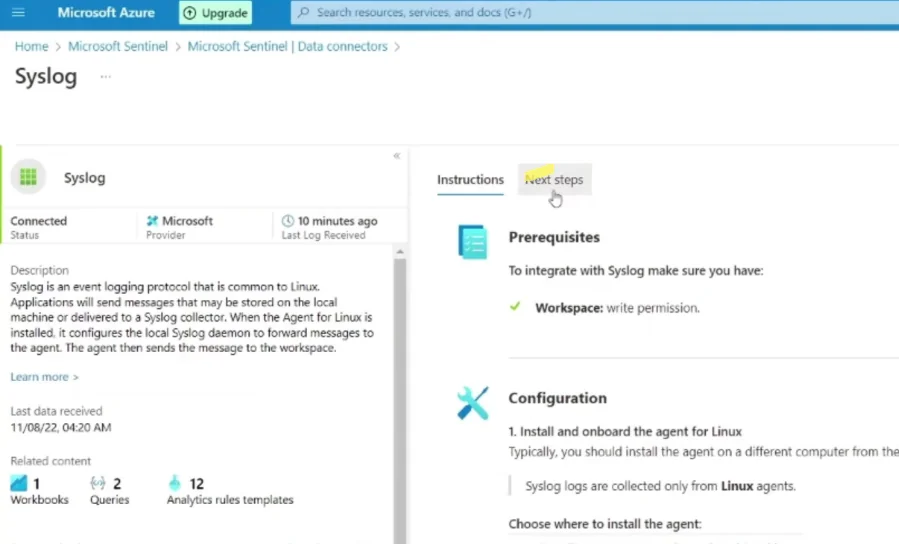 Microsoft Azure
Upgrade
Search resources, services, and docs (G+/)
Home > Microsoft Sentinel > Microsoft Sentinel | Data connectors >
Syslog ...
«
Syslog
Connected
Status
Microsoft
Provider
10 minutes ago
Last Log Received
Description
Syslog is an event logging protocol that is common to Linux.
Applications will send messages that may be stored on the local
machine or delivered to a Syslog collector. When the Agent for Linux is
installed, it configures the local Syslog daemon to forward messages to
the agent. The agent then sends the message to the workspace.
Learn more >
Last data received
11/08/22, 04:20 AM
Related content
1
Workbooks
2
Queries
12
Analytics rules templates
Instructions
Next steps
Prerequisites
To integrate with Syslog make sure you have:
Workspace: write permission.
Configuration
1. Install and onboard the agent for Linux
Typically, you should install the agent on a different computer from the
Syslog logs are collected only from Linux agents.
Choose where to install the agent: